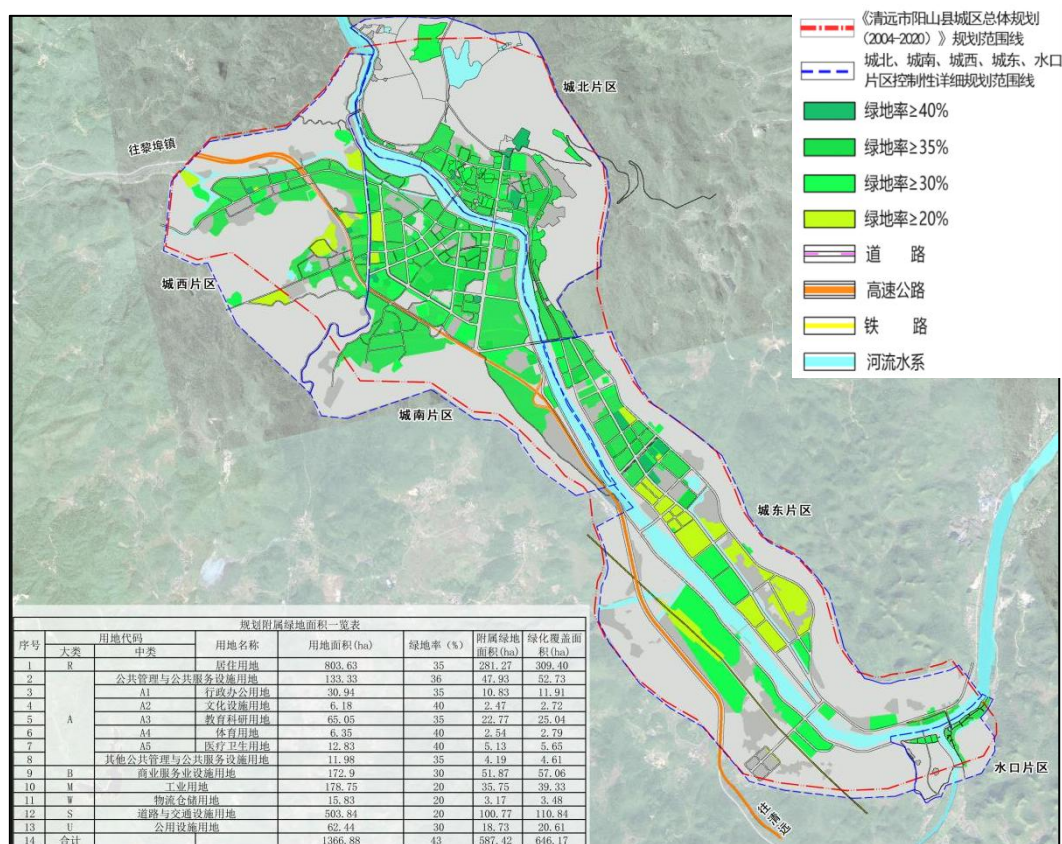 《清远市阳山县城区总体规划
(2004-2020)》规划范围线
城北、城南、城西、城东、水口
片区控制性详细规划范围线
绿地率≥40%
绿地率≥35%
绿地率≥30%
绿地率≥20%
道 路
高速公路
铁 路
河流水系
城北片区
往黎埠镇
城西片区
城南片区
城东片区
水口片区
往清远
规划附属绿地面积一览表
序号 用地代码 用地名称 用地面积(ha) 绿地率（%） 附属绿地面积(ha) 绿化覆盖面积(ha)
大类 中类
1 R 居住用地 803.63 35 281.27 309.40
2 A 公共管理与公共服务设施用地 133.33 36 47.93 52.73
3 A1 行政办公用地 30.94 35 10.83 11.91
4 A2 文化设施用地 6.18 40 2.47 2.72
5 A3 教育科研用地 65.05 35 22.77 25.04
6 A4 体育用地 6.35 40 2.54 2.79
7 A5 医疗卫生用地 12.83 40 5.13 5.65
8 其他公共管理与公共服务设施用地 11.98 35 4.19 4.61
9 B 商业服务业设施用地 172.9 30 51.87 57.06
10 M 工业用地 178.75 20 35.75 39.33
11 W 物流仓储用地 15.83 20 3.17 3.48
12 S 道路与交通设施用地 503.84 20 100.77 110.84
13 U 公用设施用地 62.44 30 18.73 20.61
14 合计 1366.88 43 587.42 646.17